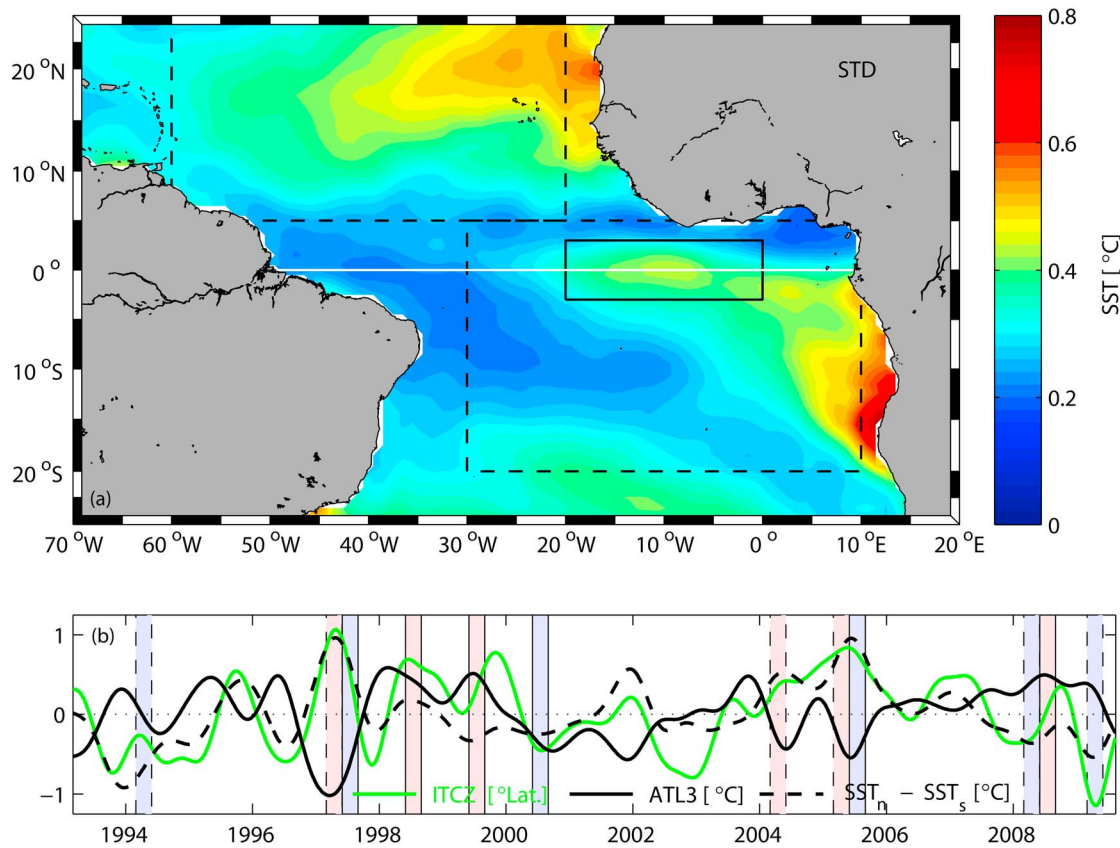 STD
20 °N
10 °N
0 °
10 °S
20 °S
(a)
70 °W 60 °W 50 °W 40 °W 30 °W 20 °W 10 °W 0 ° 10 °E 20 °E
0.8
0.6
0.4
0.2
0
SST [ °C]
(b)
1
0
−1
ITCZ [ °Lat.] ATL3 [ °C] SST_n − SST_s [°C]
1994 1996 1998 2000 2002 2004 2006 2008